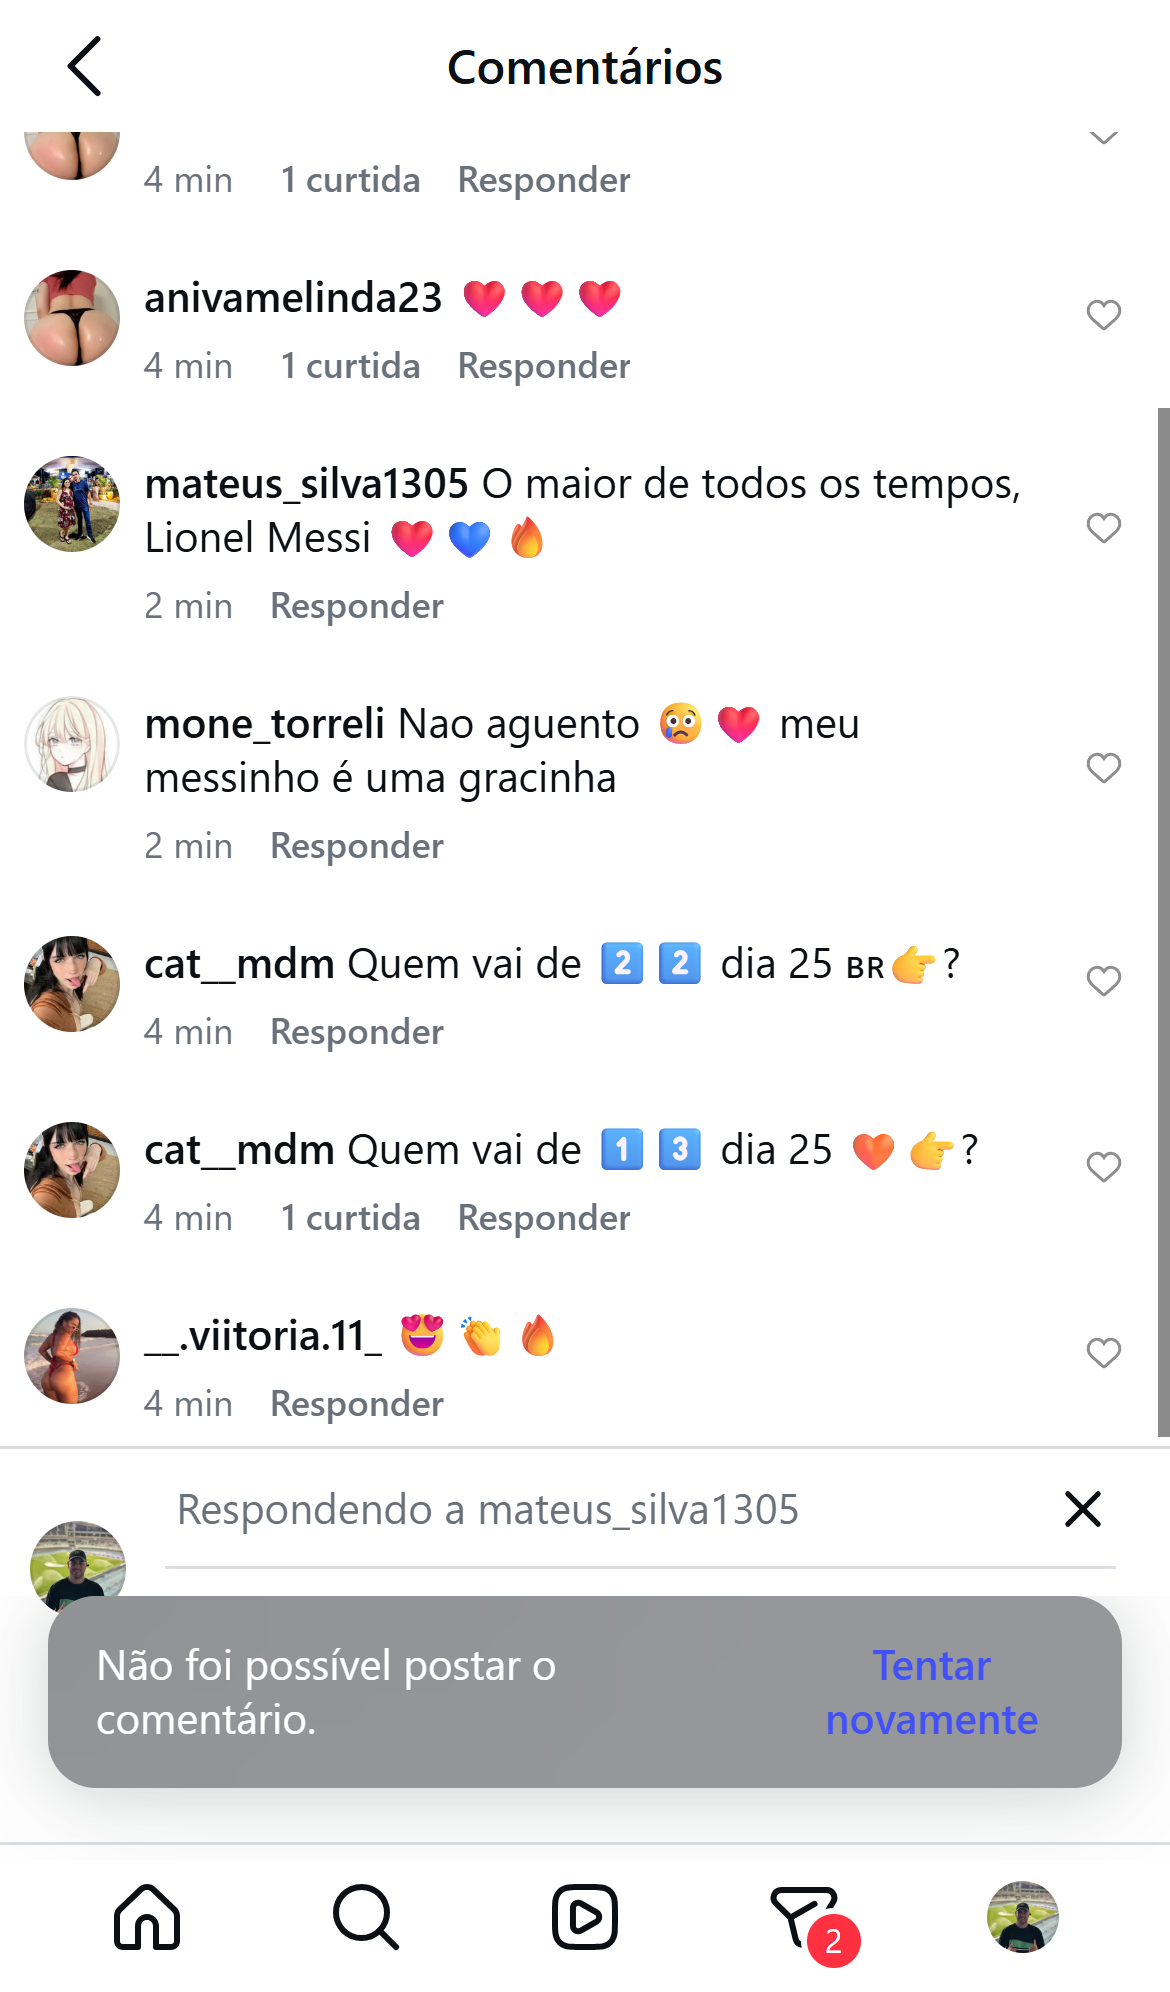 Comentários
4 min 1 curtida Responder
anivamelinda23 ❤️ ❤️ ❤️
4 min 1 curtida Responder
mateus_silva1305 O maior de todos os tempos,
Lionel Messi ❤️ 💙 🔥
2 min Responder
mone_torreli Nao aguento 😢 ❤️ meu
messinho é uma gracinha
2 min Responder
cat__mdm Quem vai de 2️⃣ 2️⃣ dia 25 ʙʀ👉?
4 min Responder
cat__mdm Quem vai de 1️⃣ 3️⃣ dia 25 ❤️ 👉?
4 min 1 curtida Responder
__.viitoria.11_ 😍 👏 🔥
4 min Responder
Respondendo a mateus_silva1305
Não foi possível postar o
comentário.
Tentar
novamente
2